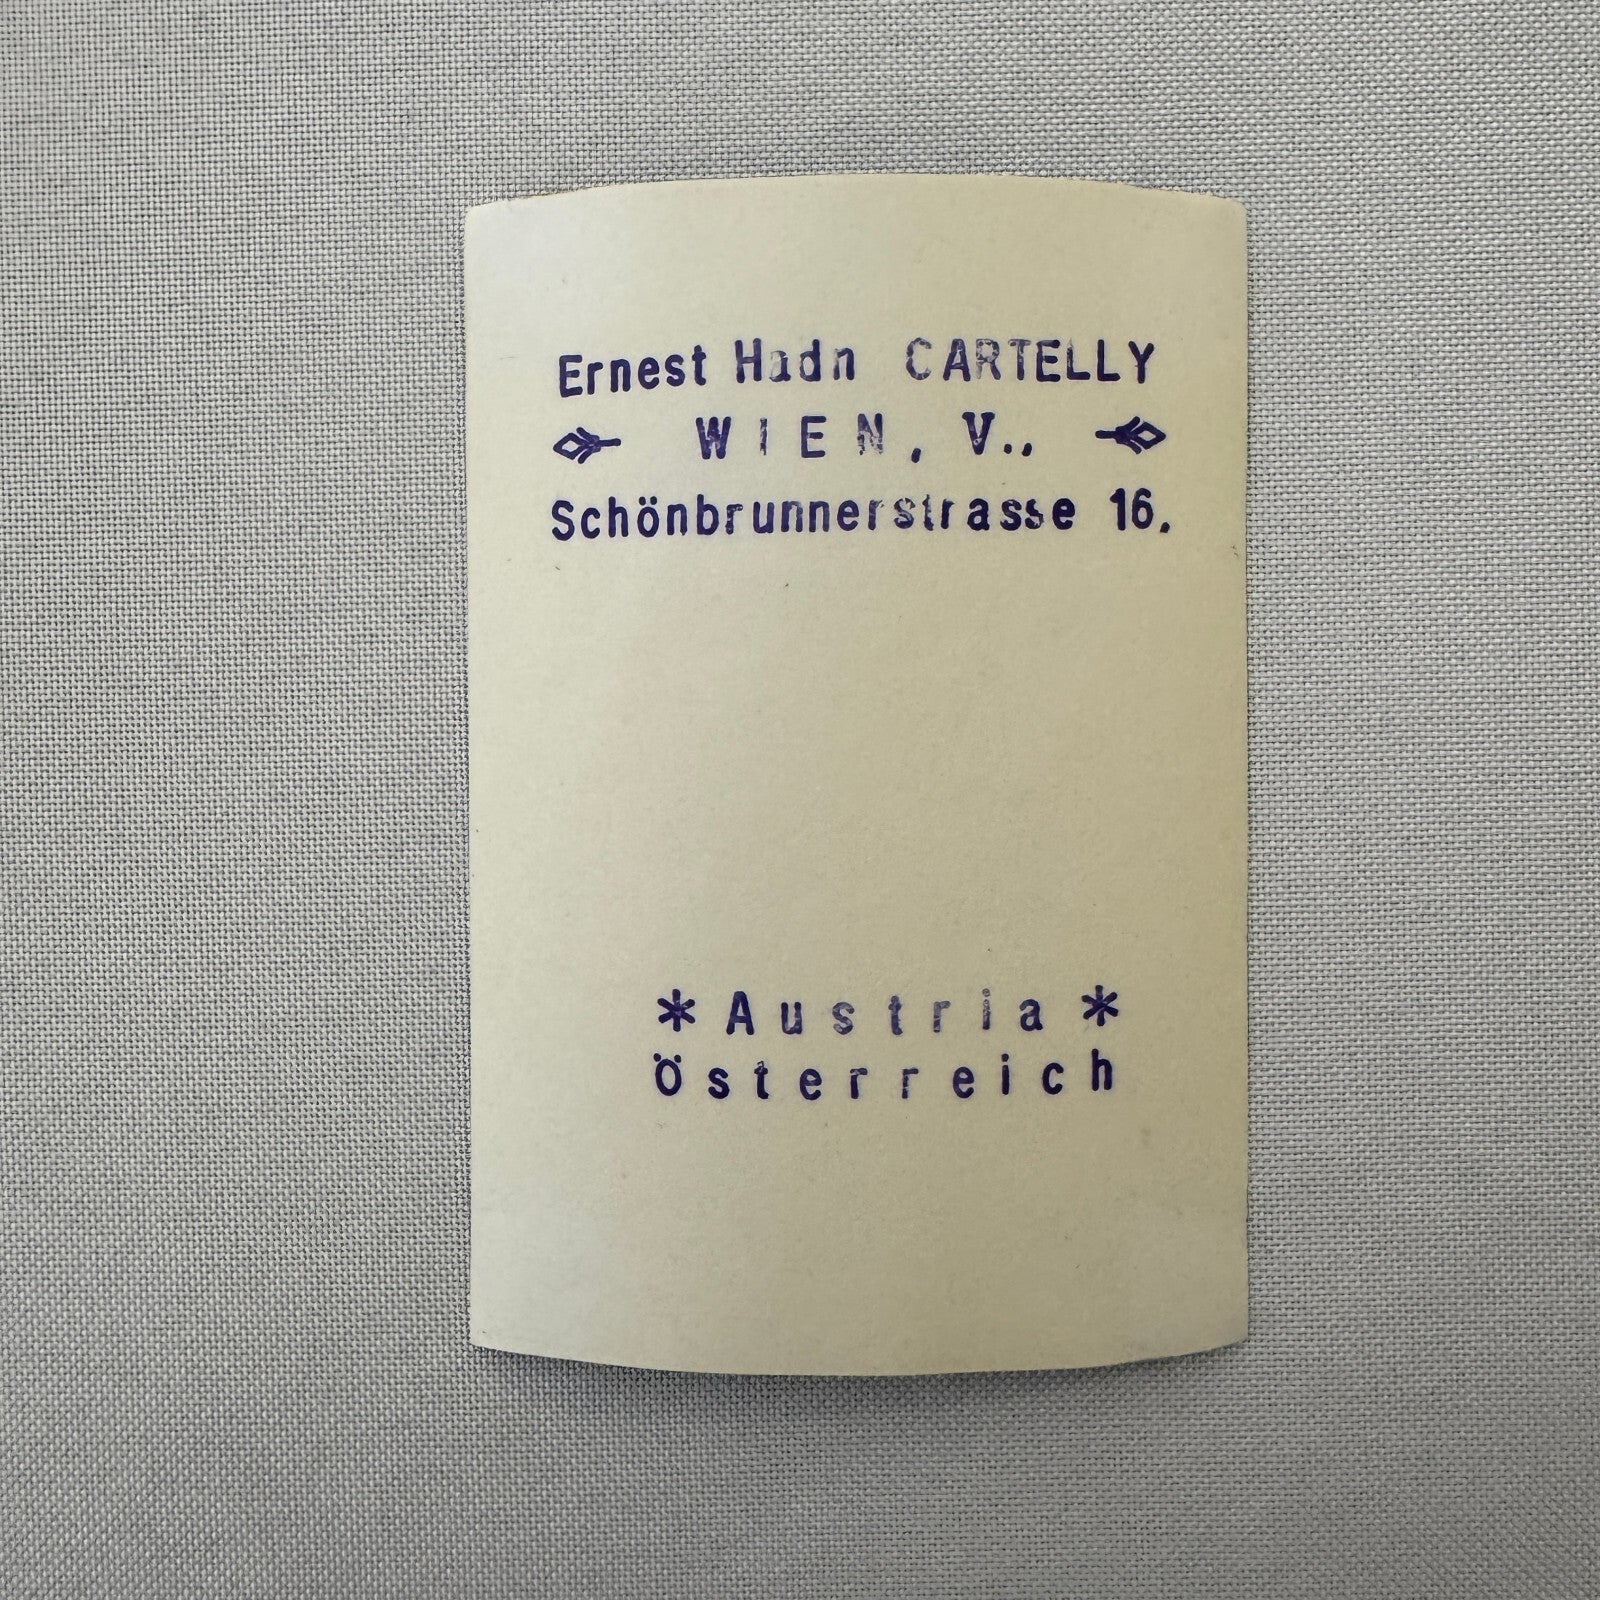 Ernest Hadn CARTELLY
WIEN, V.,
Schönbrunnerstrasse 16.
* Austria *
Österreich